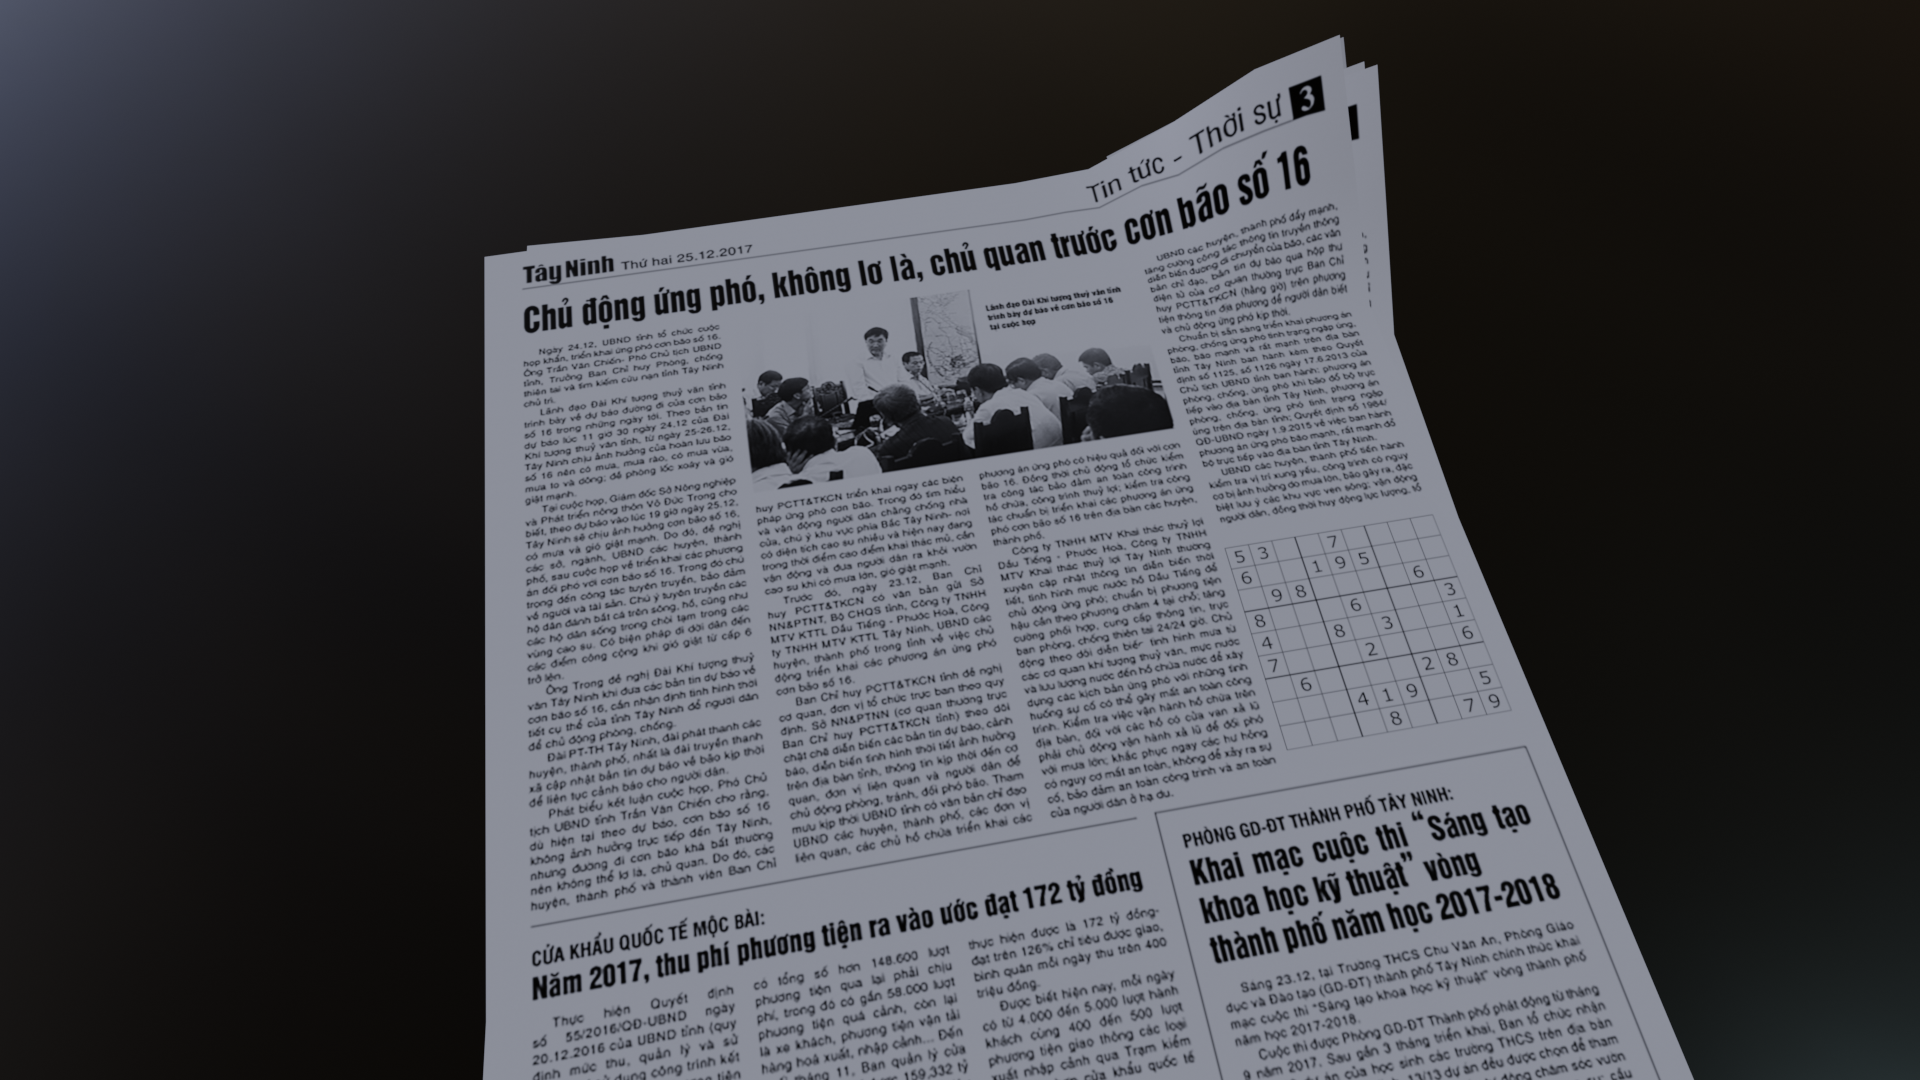 Tin tức - Thời sự 3
Tây Ninh Thứ hai 25.12.2017
Chủ động ứng phó, không lơ là, chủ quan trước cơn bão số 16
Ngày 24.12, UBND tỉnh tổ chức cuộc
họp khẩn, triển khai ứng phó cơn bão số 16.
Ông Trần Văn Chiến- Phó Chủ tịch UBND
tỉnh, Trưởng Ban Chỉ huy Phòng, chống
thiên tai và tìm kiếm cứu nạn tỉnh Tây Ninh
chủ trì.
Lãnh đạo Đài Khí tượng thuỷ văn tỉnh
trình bày về dự báo đường đi của cơn bão
số 16 trong những ngày tới. Theo bản tin
dự báo lúc 11 giờ 30 ngày 24.12 của Đài
Khí tượng thuỷ văn tỉnh, từ ngày 25-26.12,
Tây Ninh chịu ảnh hưởng của hoàn lưu bão
số 16 nên có mưa, mưa rào, có mưa vừa,
mưa to và dông; đề phòng lốc xoáy và gió
giật mạnh.
Tại cuộc họp, Giám đốc Sở Nông nghiệp
và Phát triển nông thôn Võ Đức Trong cho
biết, theo dự báo vào lúc 19 giờ ngày 25.12,
Tây Ninh sẽ chịu ảnh hưởng cơn bão số 16,
có mưa và gió giật mạnh. Do đó, đề nghị
các sở, ngành, UBND các huyện, thành
phố, sau cuộc họp về triển khai các phương
án đối phó với cơn bão số 16. Trong đó chú
trọng đến công tác tuyên truyền, bảo đảm
về người và tài sản. Chú ý tuyên truyền các
hộ dân đánh bắt cá trên sông, hồ, cũng như
các hộ dân sống trong chòi tạm trong các
vùng cao su. Có biện pháp di dời dân đến
các điểm công cộng khi gió giật từ cấp 6
trở lên.
Ông Trong đề nghị Đài Khí tượng thuỷ
văn Tây Ninh khi đưa các bản tin dự báo về
cơn bão số 16, cần nhận định tình hình thời
tiết cụ thể của tỉnh Tây Ninh để người dân
để chủ động phòng, chống.
Đài PT-TH Tây Ninh, đài phát thanh các
huyện, thành phố, nhất là đài truyền thanh
xã cập nhật bản tin dự báo về bão kịp thời
để liên tục cảnh báo cho người dân.
Phát biểu kết luận cuộc họp, Phó Chủ
tịch UBND tỉnh Trần Văn Chiến cho rằng,
dù hiện tại theo dự báo, cơn bão số 16
không ảnh hưởng trực tiếp đến Tây Ninh,
nhưng đường đi cơn bão khá bất thường
nên không thể lơ là, chủ quan. Do đó, các
huyện, thành phố và thành viên Ban Chỉ
Lãnh đạo Đài Khí tượng thuỷ văn tỉnh
trình bày dự báo về cơn bão số 16
tại cuộc họp
huy PCTT&TKCN triển khai ngay các biện
pháp ứng phó cơn bão. Trong đó tìm hiểu
và vận động người dân chằng chống nhà
cửa, chú ý khu vực phía Bắc Tây Ninh- nơi
có diện tích cao su nhiều và hiện nay đang
trong thời điểm cao điểm khai thác mủ, cần
vận động và đưa người dân ra khỏi vườn
cao su khi có mưa lớn, gió giật mạnh.
Trước đó, ngày 23.12, Ban Chỉ
huy PCTT&TKCN có văn bản gửi Sở
NN&PTNT, Bộ CHQS tỉnh, Công ty TNHH
MTV KTTL Dầu Tiếng - Phước Hoà, Công
ty TNHH MTV KTTL Tây Ninh, UBND các
huyện, thành phố trong tỉnh về việc chủ
động triển khai các phương án ứng phó
cơn bão số 16.
Ban Chỉ huy PCTT&TKCN tỉnh đề nghị
cơ quan, đơn vị tổ chức trực ban theo quy
định. Sở NN&PTNN (cơ quan thường trực
Ban Chỉ huy PCTT&TKCN tỉnh) theo dõi
chặt chẽ diễn biến các bản tin dự báo, cảnh
báo, diễn biến tình hình thời tiết ảnh hưởng
trên địa bàn tỉnh, thông tin kịp thời đến cơ
quan, đơn vị liên quan và người dân để
chủ động phòng, tránh, đối phó bão. Tham
mưu kịp thời UBND tỉnh có văn bản chỉ đạo
UBND các huyện, thành phố, các đơn vị
liên quan, các chủ hồ chứa triển khai các
phương án ứng phó có hiệu quả đối với cơn
bão 16. Đồng thời chủ động tổ chức kiểm
tra công tác bảo đảm an toàn công trình
hồ chứa, công trình thuỷ lợi; kiểm tra công
tác chuẩn bị triển khai các phương án ứng
phó cơn bão số 16 trên địa bàn các huyện,
thành phố.
Công ty TNHH MTV Khai thác thuỷ lợi
Dầu Tiếng - Phước Hoà, Công ty TNHH
MTV Khai thác thuỷ lợi Tây Ninh thường
xuyên cập nhật thông tin diễn biến thời
tiết, tình hình mực nước hồ Dầu Tiếng để
chủ động ứng phó; chuẩn bị phương tiện
hậu cần theo phương châm 4 tại chỗ; tăng
cường phối hợp, cung cấp thông tin, trực
ban phòng, chống thiên tai 24/24 giờ. Chủ
động theo dõi diễn biến tình hình mưa từ
các cơ quan khí tượng thuỷ văn, mực nước
và lưu lượng nước đến hồ chứa nước để xây
dựng các kịch bản ứng phó với những tình
huống sự cố có thể gây mất an toàn công
trình. Kiểm tra việc vận hành hồ chứa trên
địa bàn, đối với các hồ có cửa van xả lũ
phải chủ động vận hành xả lũ để đối phó
với mưa lớn; khắc phục ngay các hư hỏng
có nguy cơ mất an toàn, không để xảy ra sự
cố, bảo đảm an toàn công trình và an toàn
của người dân ở hạ du.
UBND các huyện, thành phố đẩy mạnh,
tăng cường công tác thông tin truyền thông
diễn biến đường di chuyển của bão, các văn
bản chỉ đạo, bản tin dự báo qua hộp thư
điện tử của cơ quan thường trực Ban Chỉ
huy PCTT&TKCN (hằng giờ) trên phương
tiện thông tin địa phương để người dân biết
và chủ động ứng phó kịp thời.
Chuẩn bị sẵn sàng triển khai phương án
phòng, chống ứng phó tình trạng ngập úng,
bão, bão mạnh và rất mạnh trên địa bàn
tỉnh Tây Ninh ban hành kèm theo Quyết
định số 1125, số 1126 ngày 17.6.2013 của
Chủ tịch UBND tỉnh ban hành: phương án
phòng, chống, ứng phó khi bão đổ bộ trực
tiếp vào địa bàn tỉnh Tây Ninh, phương án
phòng, chống, ứng phó tình trạng ngập
úng trên địa bàn tỉnh; Quyết định số 1984/
QĐ-UBND ngày 1.9.2015 về việc ban hành
phương án ứng phó bão mạnh, rất mạnh đổ
bộ trực tiếp vào địa bàn tỉnh Tây Ninh.
UBND các huyện, thành phố tiến hành
kiểm tra vị trí xung yếu, công trình có nguy
cơ bị ảnh hưởng do mưa lớn, bão gây ra, đặc
biệt lưu ý các khu vực ven sông; vận động
người dân, đồng thời huy động lực lượng, tổ
5 3 7
6 1 9 5
9 8 6
8 6 3
4 8 3 1
7 2 6
6 2 8
4 1 9 5
8 7 9
CỬA KHẨU QUỐC TẾ MỘC BÀI:
Năm 2017, thu phí phương tiện ra vào ước đạt 172 tỷ đồng
Thực hiện Quyết định
số 55/2016/QĐ-UBND ngày
20.12.2016 của UBND tỉnh (quy
định mức thu, quản lý và sử
dụng công trình kết
có tổng số hơn 148.600 lượt
phương tiện qua lại phải chịu
phí, trong đó có gần 58.000 lượt
phương tiện quá cảnh, còn lại
là xe khách, phương tiện vận tải
hàng hoá xuất, nhập cảnh... Đến
tháng 11, Ban quản lý cửa
159,332 tỷ
thực hiện được là 172 tỷ đồng-
đạt trên 126% chỉ tiêu được giao,
bình quân mỗi ngày thu trên 400
triệu đồng.
Được biết hiện nay, mỗi ngày
có từ 4.000 đến 5.000 lượt hành
khách cùng 400 đến 500 lượt
phương tiện giao thông các loại
xuất nhập cảnh qua Trạm kiểm
cửa khẩu quốc tế
PHÒNG GD-ĐT THÀNH PHỐ TÂY NINH:
Khai mạc cuộc thi “Sáng tạo
khoa học kỹ thuật” vòng
thành phố năm học 2017-2018
Sáng 23.12, tại Trường THCS Chu Văn An, Phòng Giáo
dục và Đào tạo (GD-ĐT) thành phố Tây Ninh chính thức khai
mạc cuộc thi “Sáng tạo khoa học kỹ thuật” vòng thành phố
năm học 2017-2018.
Cuộc thi được Phòng GD-ĐT Thành phố phát động từ tháng
9 năm 2017. Sau gần 3 tháng triển khai, Ban tổ chức nhận
dự án của học sinh các trường THCS trên địa bàn
13/13 dự án đều được chọn để tham
động chăm sóc vườn